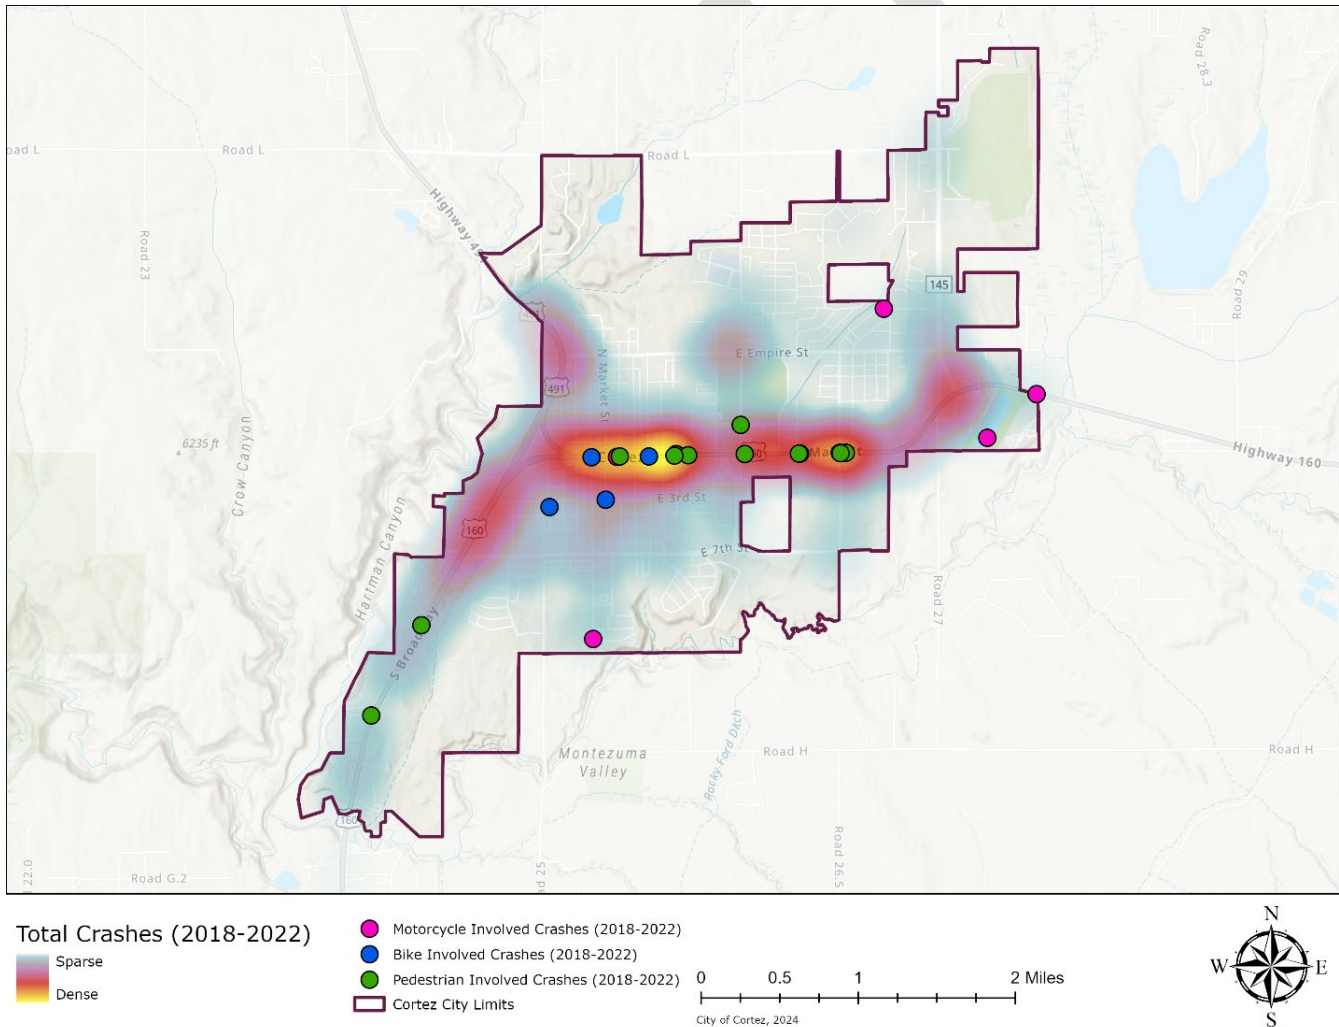 Road 28.3
Road L
Road L
Highway
Road 23
Road 29
145
491
E Empire St
N Market St
491
6235 ft
Crow Canyon
Highway 160
E 3rd St
160
Hartman Canyon
E 7th St
Road 27
S Broadway
Rocky Ford Ditch
Montezuma
Valley
Road H
Road H
160
Road 26.5
Road G.2
Total Crashes (2018-2022)
Sparse
Dense
Motorcycle Involved Crashes (2018-2022)
Bike Involved Crashes (2018-2022)
Pedestrian Involved Crashes (2018-2022)
Cortez City Limits
0 0.5 1 2 Miles
City of Cortez, 2024
N
W E
S